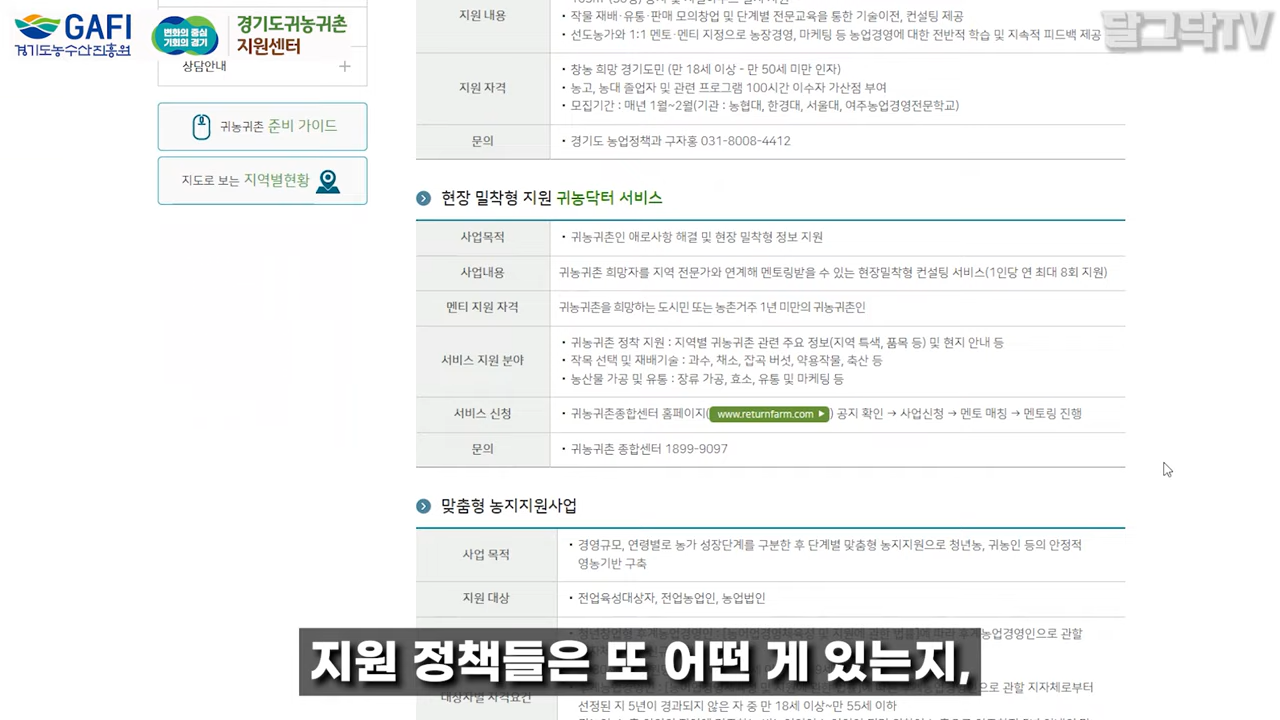 GAFI
경기도농수산진흥원
변화의 중심
기회의 경기
경기도귀농귀촌
지원센터
달그닥TV
상담안내
귀농귀촌 준비 가이드
지도로 보는 지역별현황
지원 내용
• 작물 재배·유통·판매 모의창업 및 단계별 전문교육을 통한 기술이전, 컨설팅 제공
• 선도농가와 1:1 멘토·멘티 지정으로 농장경영, 마케팅 등 농업경영에 대한 전반적 학습 및 지속적 피드백 제공
지원 자격
• 창농 희망 경기도민 (만 18세 이상 - 만 50세 미만 인자)
• 농고, 농대 졸업자 및 관련 프로그램 100시간 이수자 가산점 부여
• 모집기간 : 매년 1월~2월(기관 : 농협대, 한경대, 서울대, 여주농업경영전문학교)
문의
• 경기도 농업정책과 구자홍 031-8008-4412
현장 밀착형 지원 귀농닥터 서비스
사업목적
• 귀농귀촌인 애로사항 해결 및 현장 밀착형 정보 지원
사업내용
귀농귀촌 희망자를 지역 전문가와 연계해 멘토링받을 수 있는 현장밀착형 컨설팅 서비스(1인당 연 최대 8회 지원)
멘티 지원 자격
귀농귀촌을 희망하는 도시민 또는 농촌거주 1년 미만의 귀농귀촌인
서비스 지원 분야
• 귀농귀촌 정착 지원 : 지역별 귀농귀촌 관련 주요 정보(지역 특색, 품목 등) 및 현지 안내 등
• 작목 선택 및 재배기술 : 과수, 채소, 잡곡 버섯, 약용작물, 축산 등
• 농산물 가공 및 유통 : 장류 가공, 효소, 유통 및 마케팅 등
서비스 신청
• 귀농귀촌종합센터 홈페이지(www.returnfarm.com ▶) 공지 확인 → 사업신청 → 멘토 매칭 → 멘토링 진행
문의
• 귀농귀촌 종합센터 1899-9097
맞춤형 농지지원사업
사업 목적
• 경영규모, 연령별로 농가 성장단계를 구분한 후 단계별 맞춤형 농지지원으로 청년농, 귀농인 등의 안정적
영농기반 구축
지원 대상
• 전업육성대상자, 전업농업인, 농업법인
지원 정책들은 또 어떤 게 있는지,
대상자별 자격요건
으로 관할 지자체로부터
선정된 지 5년이 경과되지 않은 자 중 만 18세 이상~만 55세 이하